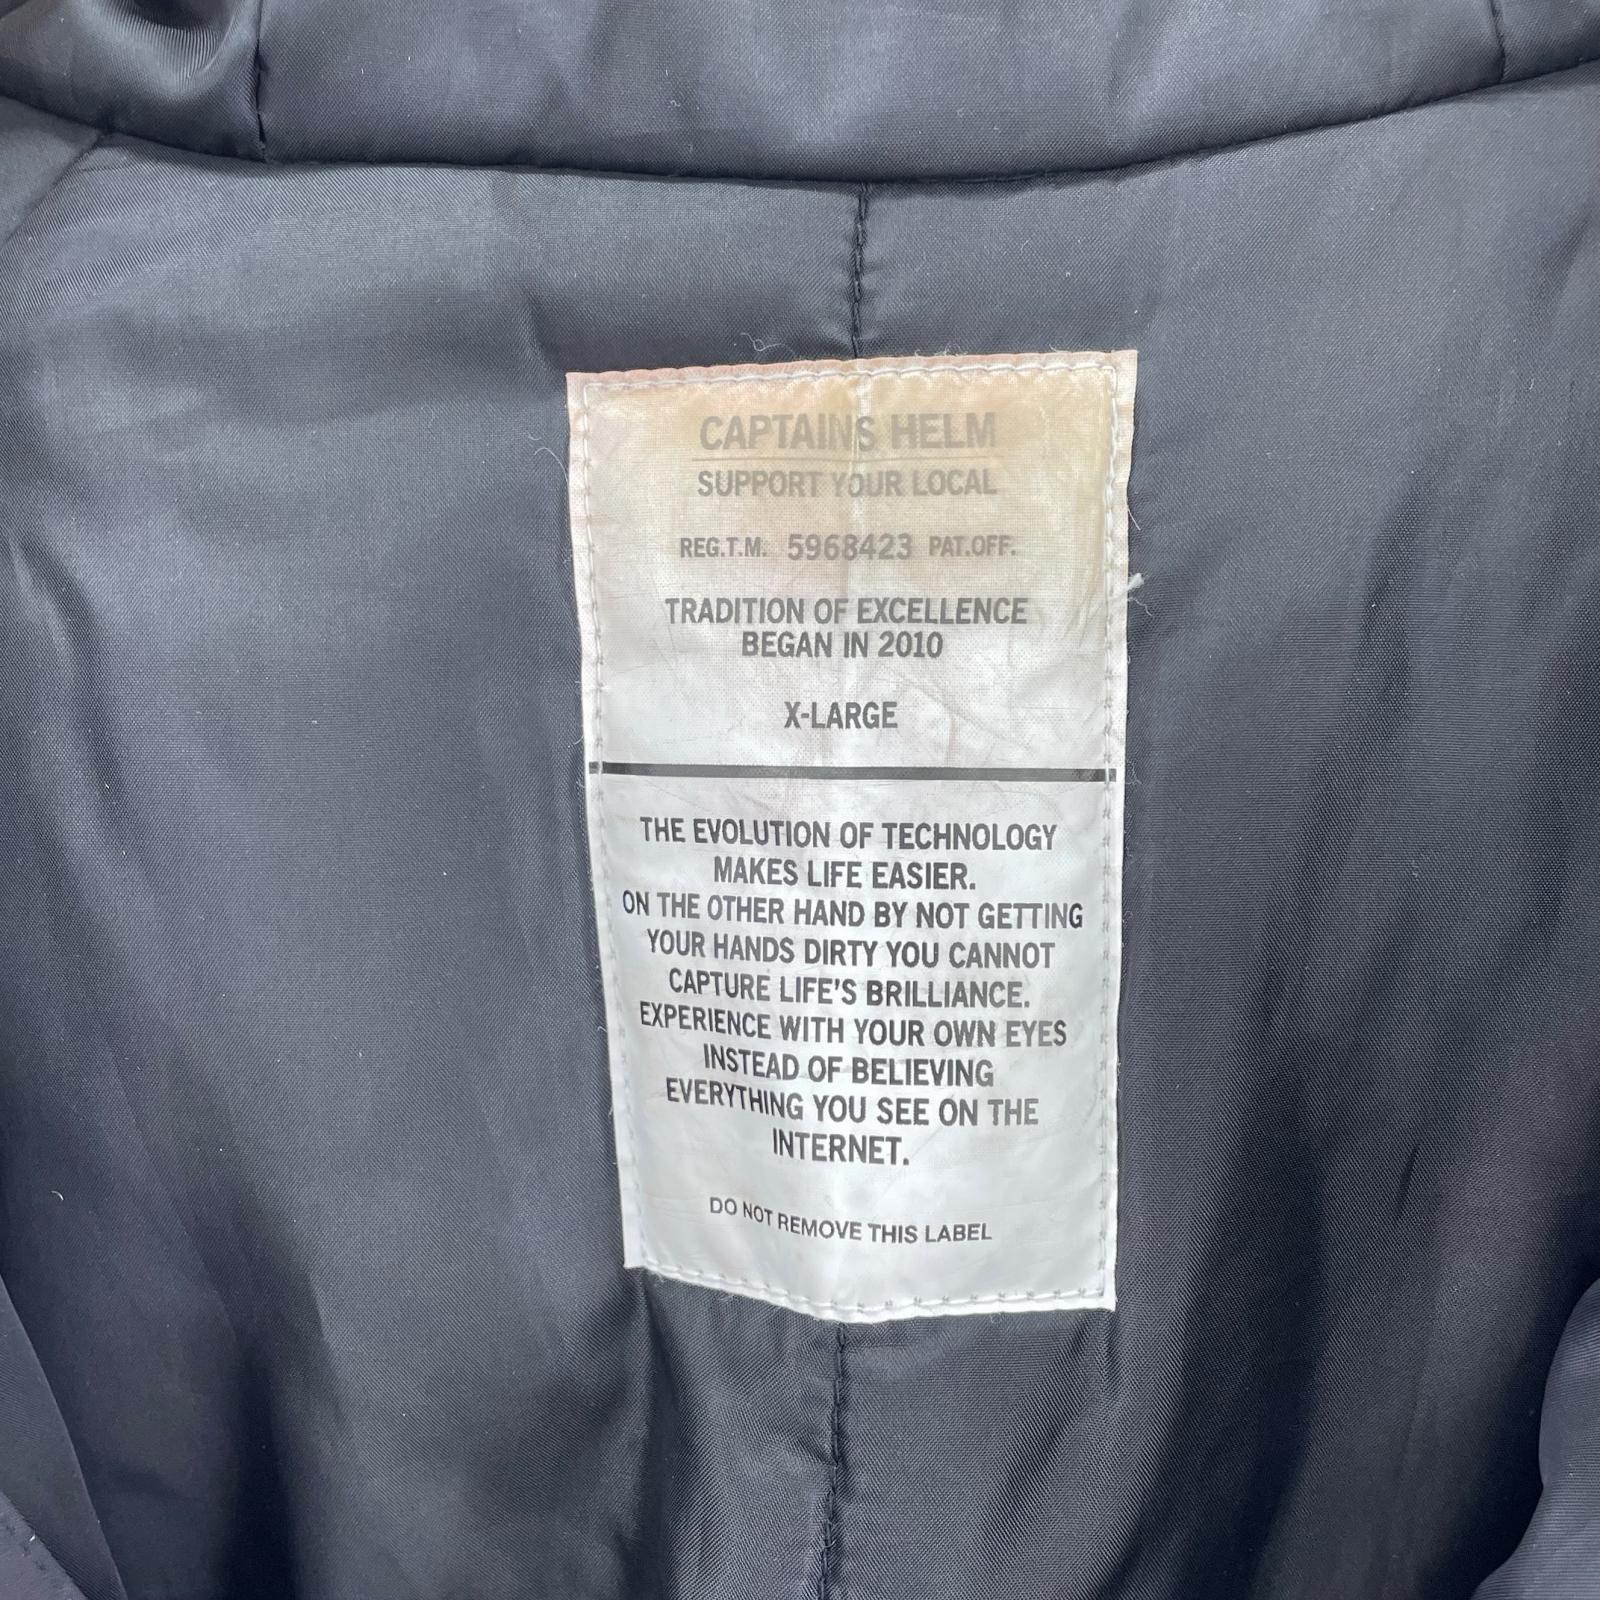 CAPTAINS HELM
SUPPORT YOUR LOCAL
REG.T.M. 5968423 PAT.OFF.
TRADITION OF EXCELLENCE
BEGAN IN 2010
X-LARGE
THE EVOLUTION OF TECHNOLOGY
MAKES LIFE EASIER.
ON THE OTHER HAND BY NOT GETTING
YOUR HANDS DIRTY YOU CANNOT
CAPTURE LIFE'S BRILLIANCE.
EXPERIENCE WITH YOUR OWN EYES
INSTEAD OF BELIEVING
EVERYTHING YOU SEE ON THE
INTERNET.
DO NOT REMOVE THIS LABEL